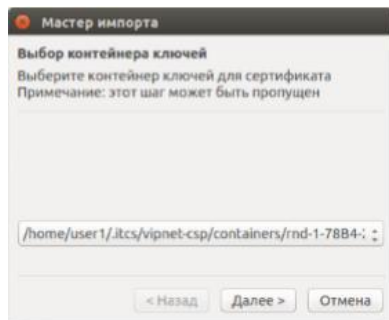 Мастер импорта
Выбор контейнера ключей
Выберите контейнер ключей для сертификата
Примечание: этот шаг может быть пропущен
/home/user1/.itcs/vipnet-csp/containers/rnd-1-78B4-
< Назад
Далее >
Отмена